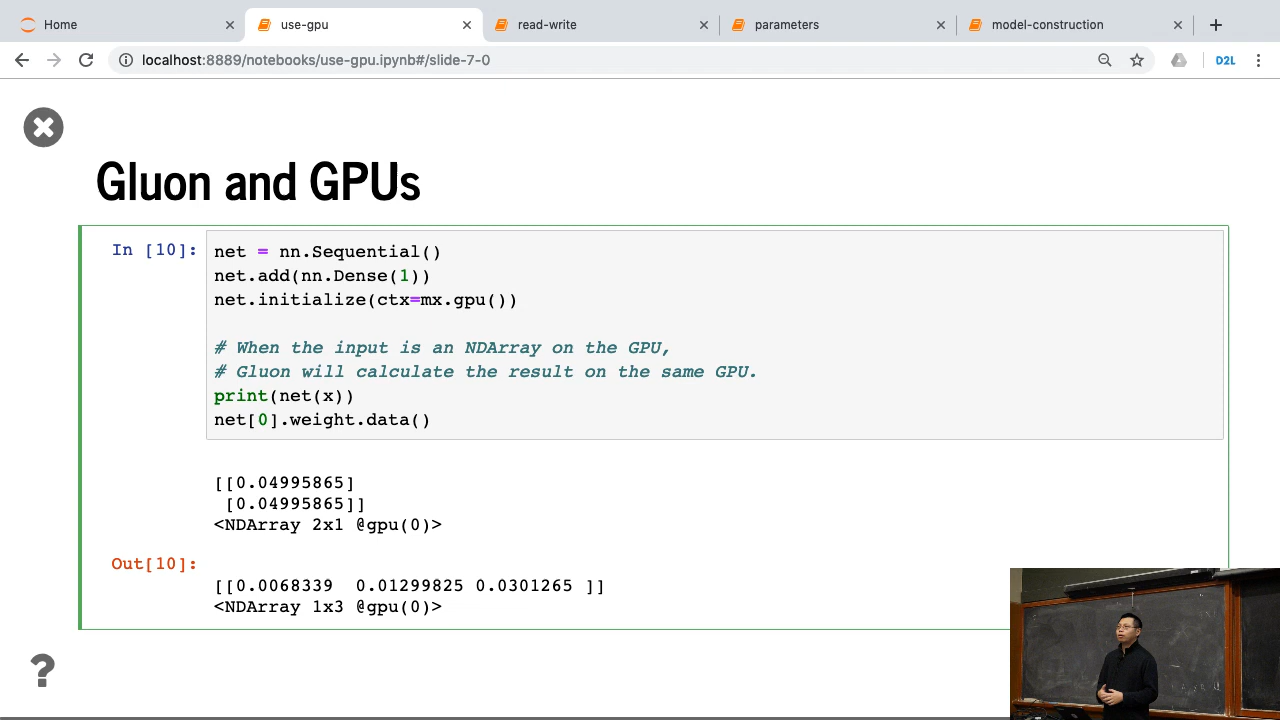 Home
use-gpu
read-write
parameters
model-construction
localhost:8889/notebooks/use-gpu.ipynb#/slide-7-0
D2L
Gluon and GPUs
In [10]:
net = nn.Sequential()
net.add(nn.Dense(1))
net.initialize(ctx=mx.gpu())
# When the input is an NDArray on the GPU,
# Gluon will calculate the result on the same GPU.
print(net(x))
net[0].weight.data()
[[0.04995865]
 [0.04995865]]
<NDArray 2x1 @gpu(0)>
Out[10]:
[[0.0068339  0.01299825 0.0301265 ]]
<NDArray 1x3 @gpu(0)>
?